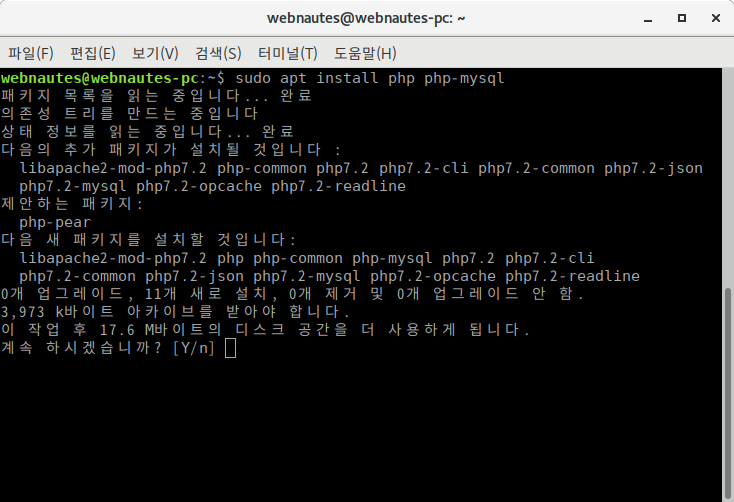 webnautes@webnautes-pc: ~
파일(F) 편집(E) 보기(V) 검색(S) 터미널(T) 도움말(H)
webnautes@webnautes-pc:~$ sudo apt install php php-mysql
패키지 목록을 읽는 중입니다... 완료
의존성 트리를 만드는 중입니다
상태 정보를 읽는 중입니다... 완료
다음의 추가 패키지가 설치될 것입니다 :
libapache2-mod-php7.2 php-common php7.2 php7.2-cli php7.2-common php7.2-json
php7.2-mysql php7.2-opcache php7.2-readline
제안하는 패키지:
php-pear
다음 새 패키지를 설치할 것입니다:
libapache2-mod-php7.2 php php-common php-mysql php7.2 php7.2-cli
php7.2-common php7.2-json php7.2-mysql php7.2-opcache php7.2-readline
0개 업그레이드, 11개 새로 설치, 0개 제거 및 0개 업그레이드 안 함.
3,973 k바이트 아카이브를 받아야 합니다.
이 작업 후 17.6 M바이트의 디스크 공간을 더 사용하게 됩니다.
계속 하시겠습니까? [Y/n]